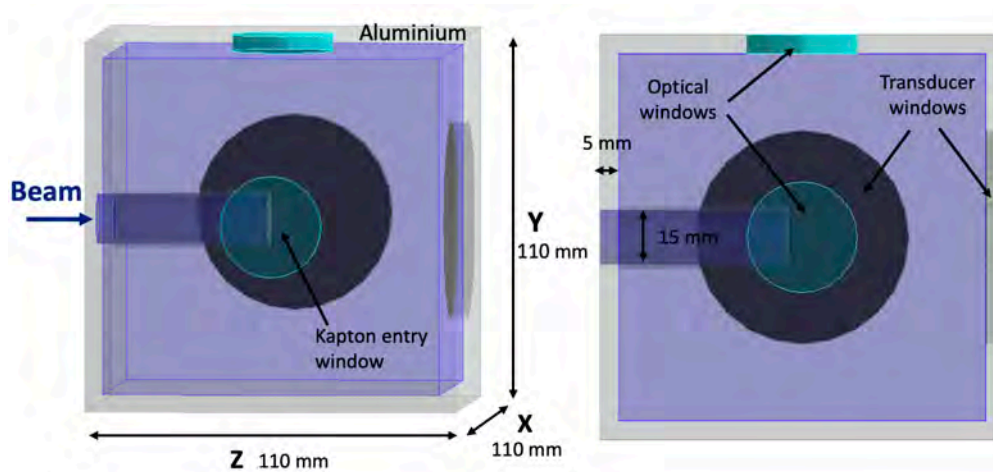 Aluminium
Beam
Kapton entry
window
Y
110 mm
X
110 mm
Z 110 mm
Optical
windows
Transducer
windows
5 mm
15 mm